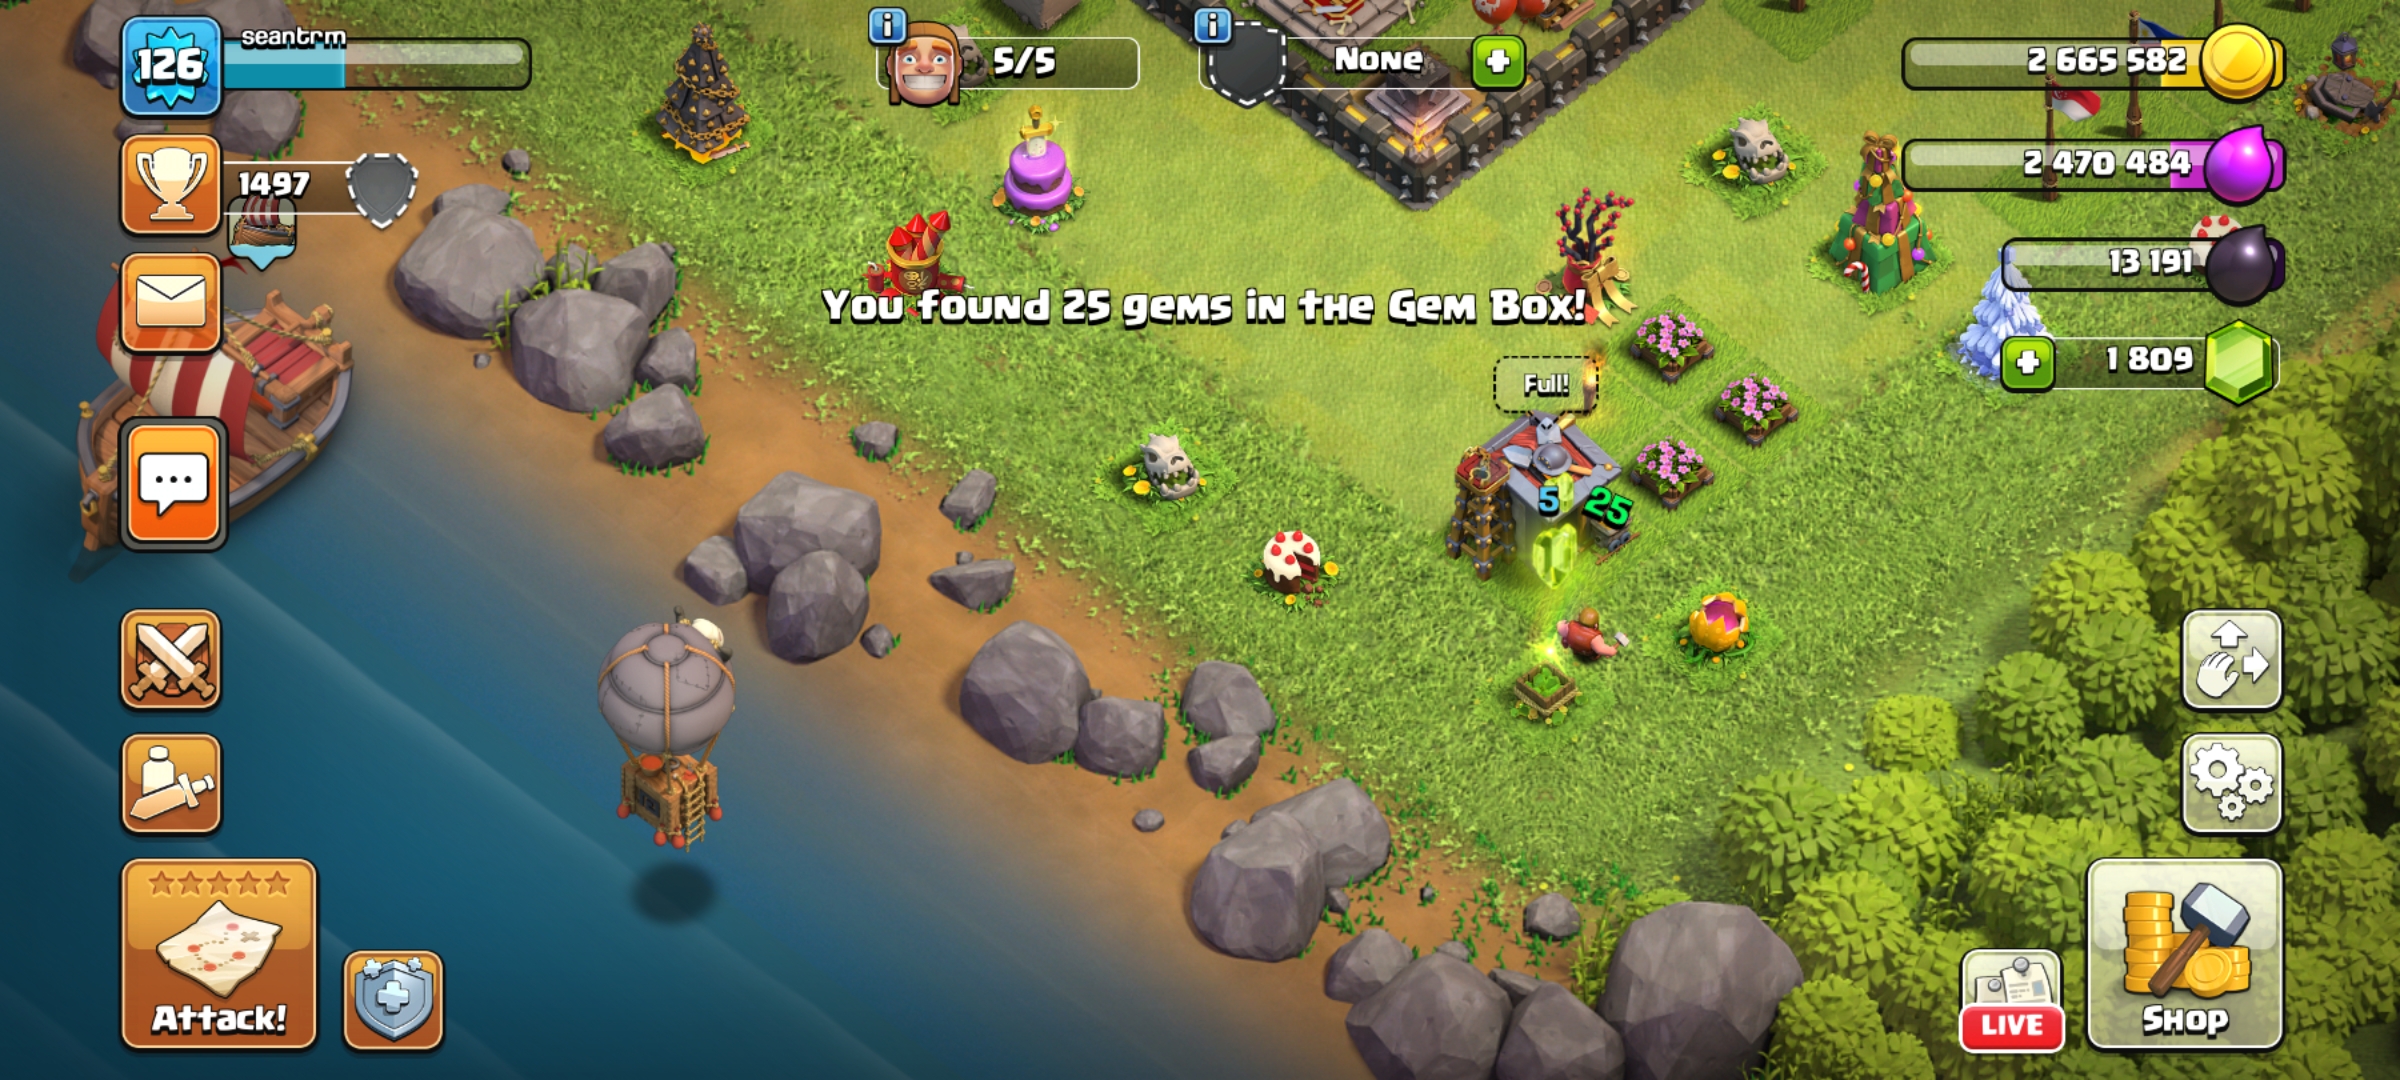 126
seantrm
i
5/5
i
None
2 665 582
1497
2 470 484
13 191
You found 25 gems in the Gem Box!
1 809
Full!
5
25
Attack!
LIVE
Shop